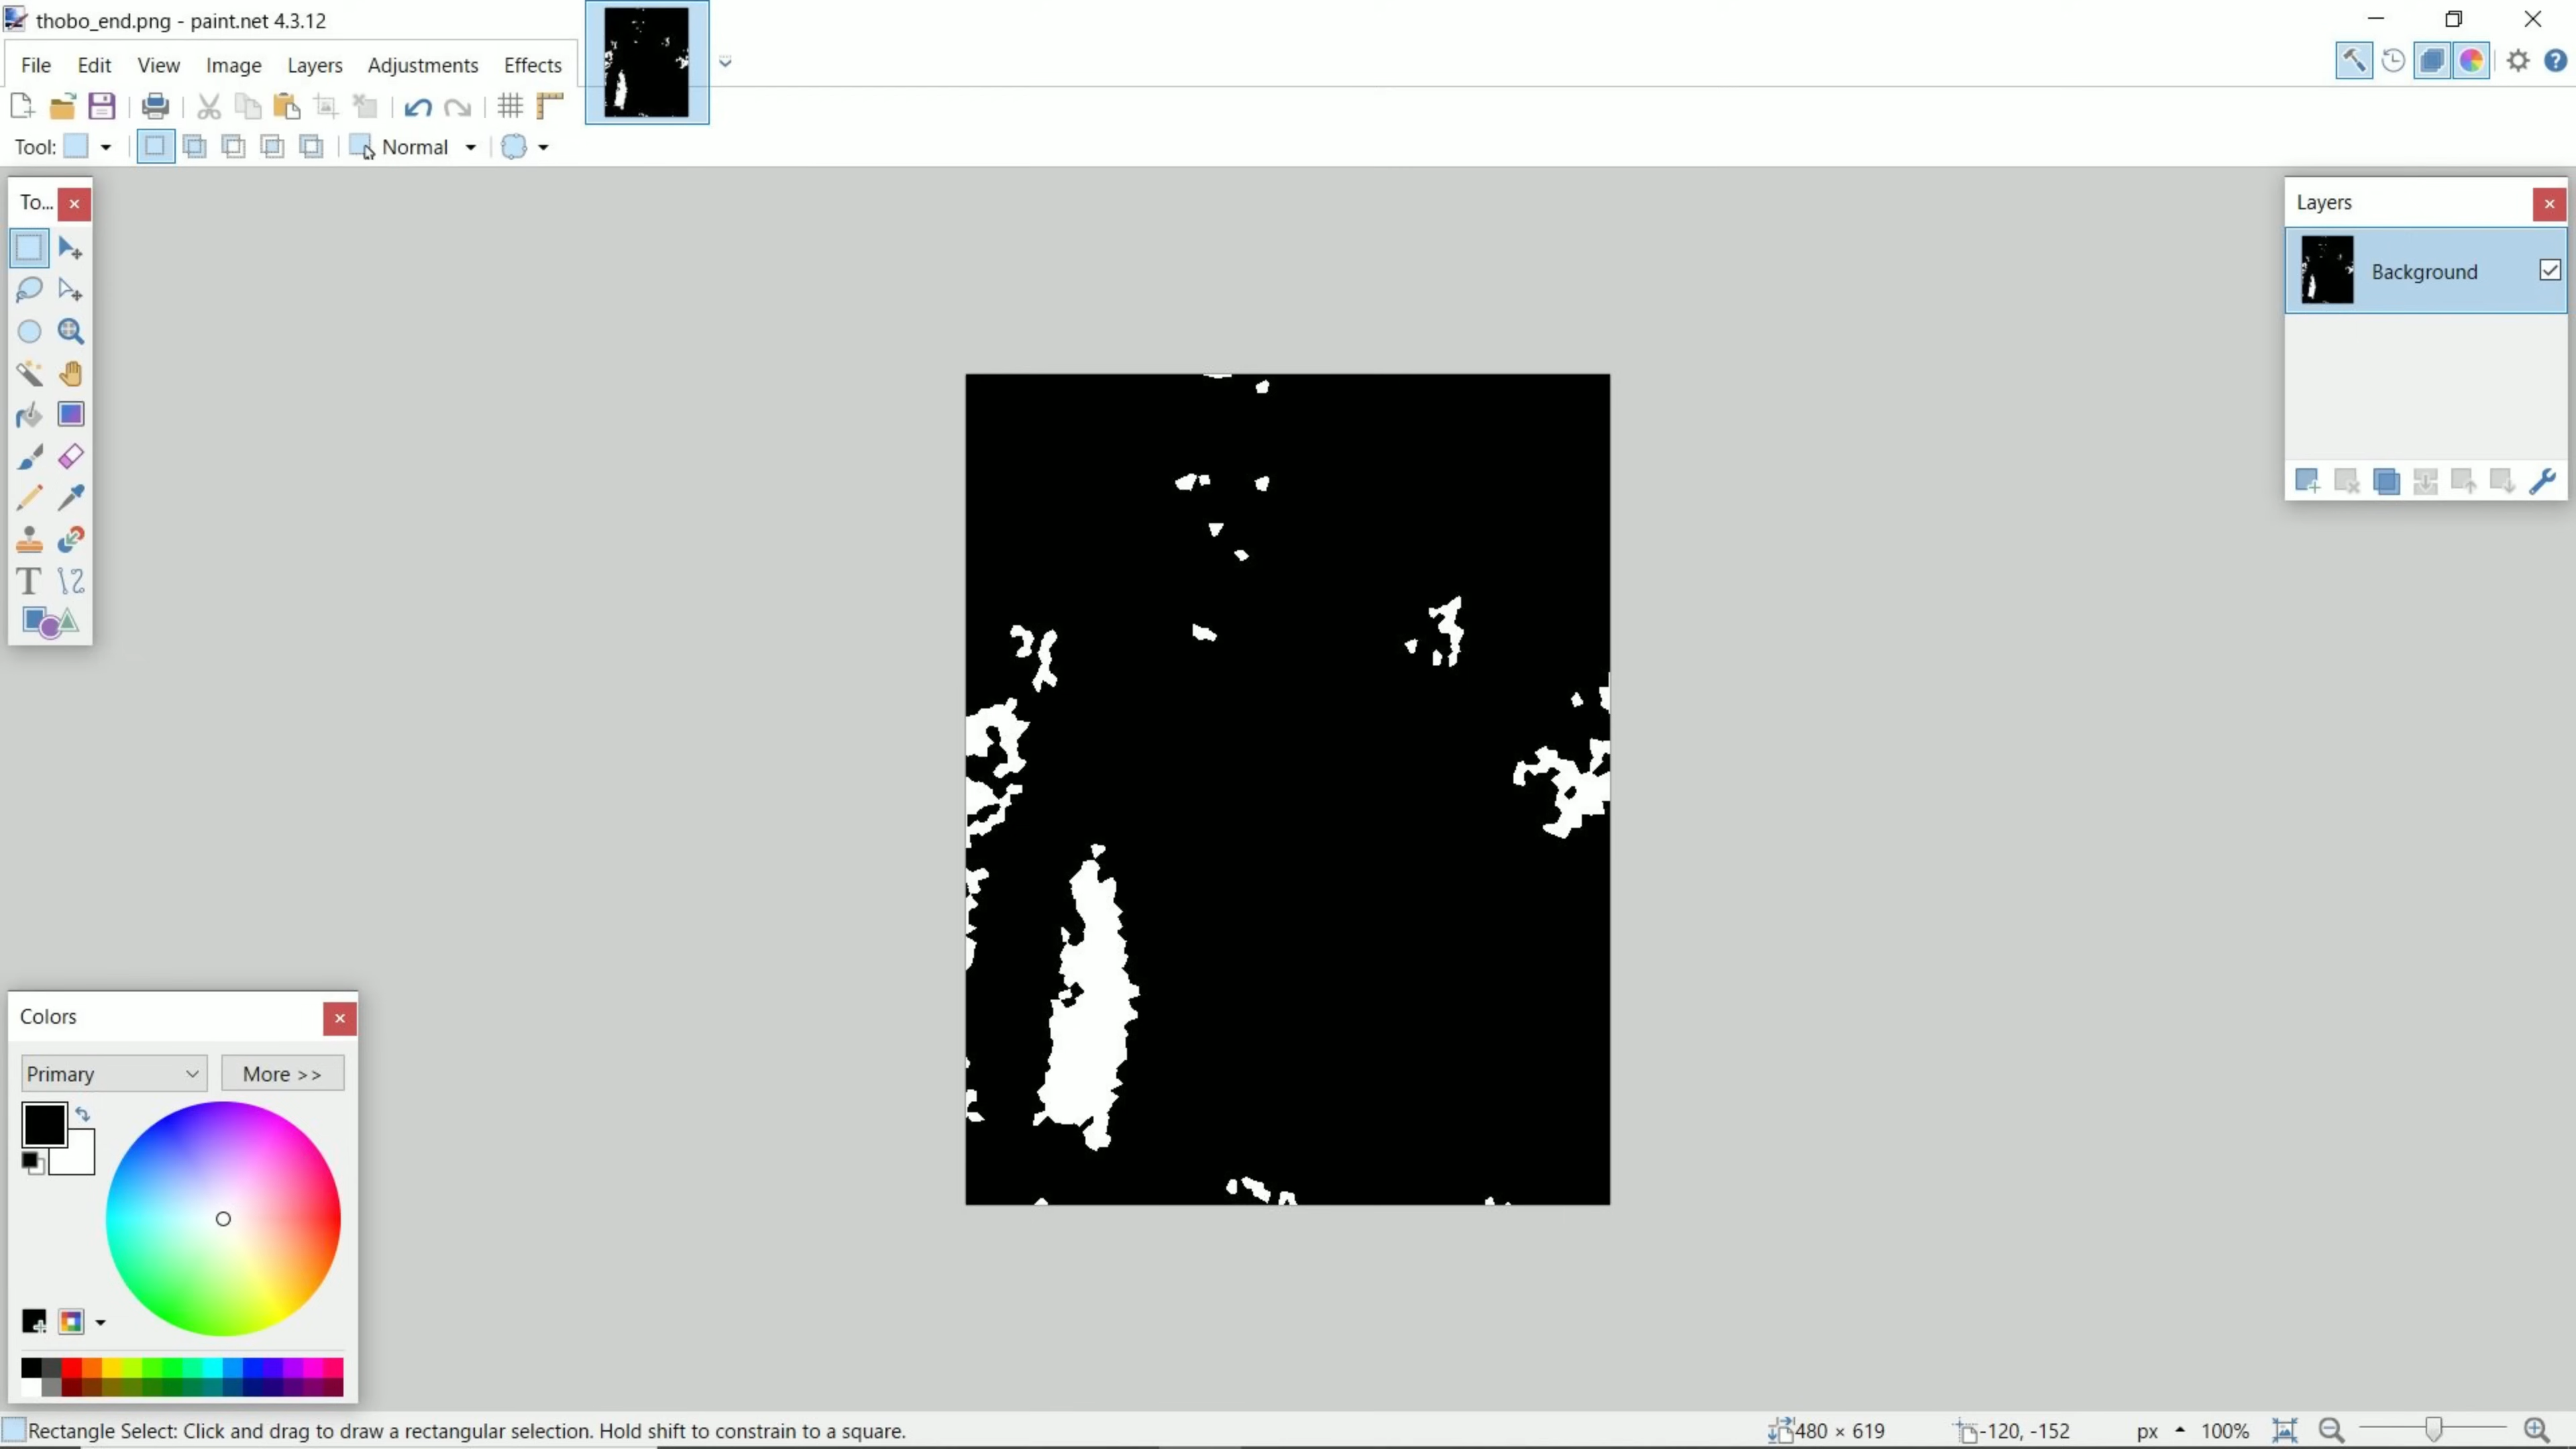 thobo_end.png - paint.net 4.3.12
File Edit View Image Layers Adjustments Effects
Tool: Normal
To...
Layers
Background
Colors
Primary More >>
Rectangle Select: Click and drag to draw a rectangular selection. Hold shift to constrain to a square. 480 × 619 -120, -152 px 100%